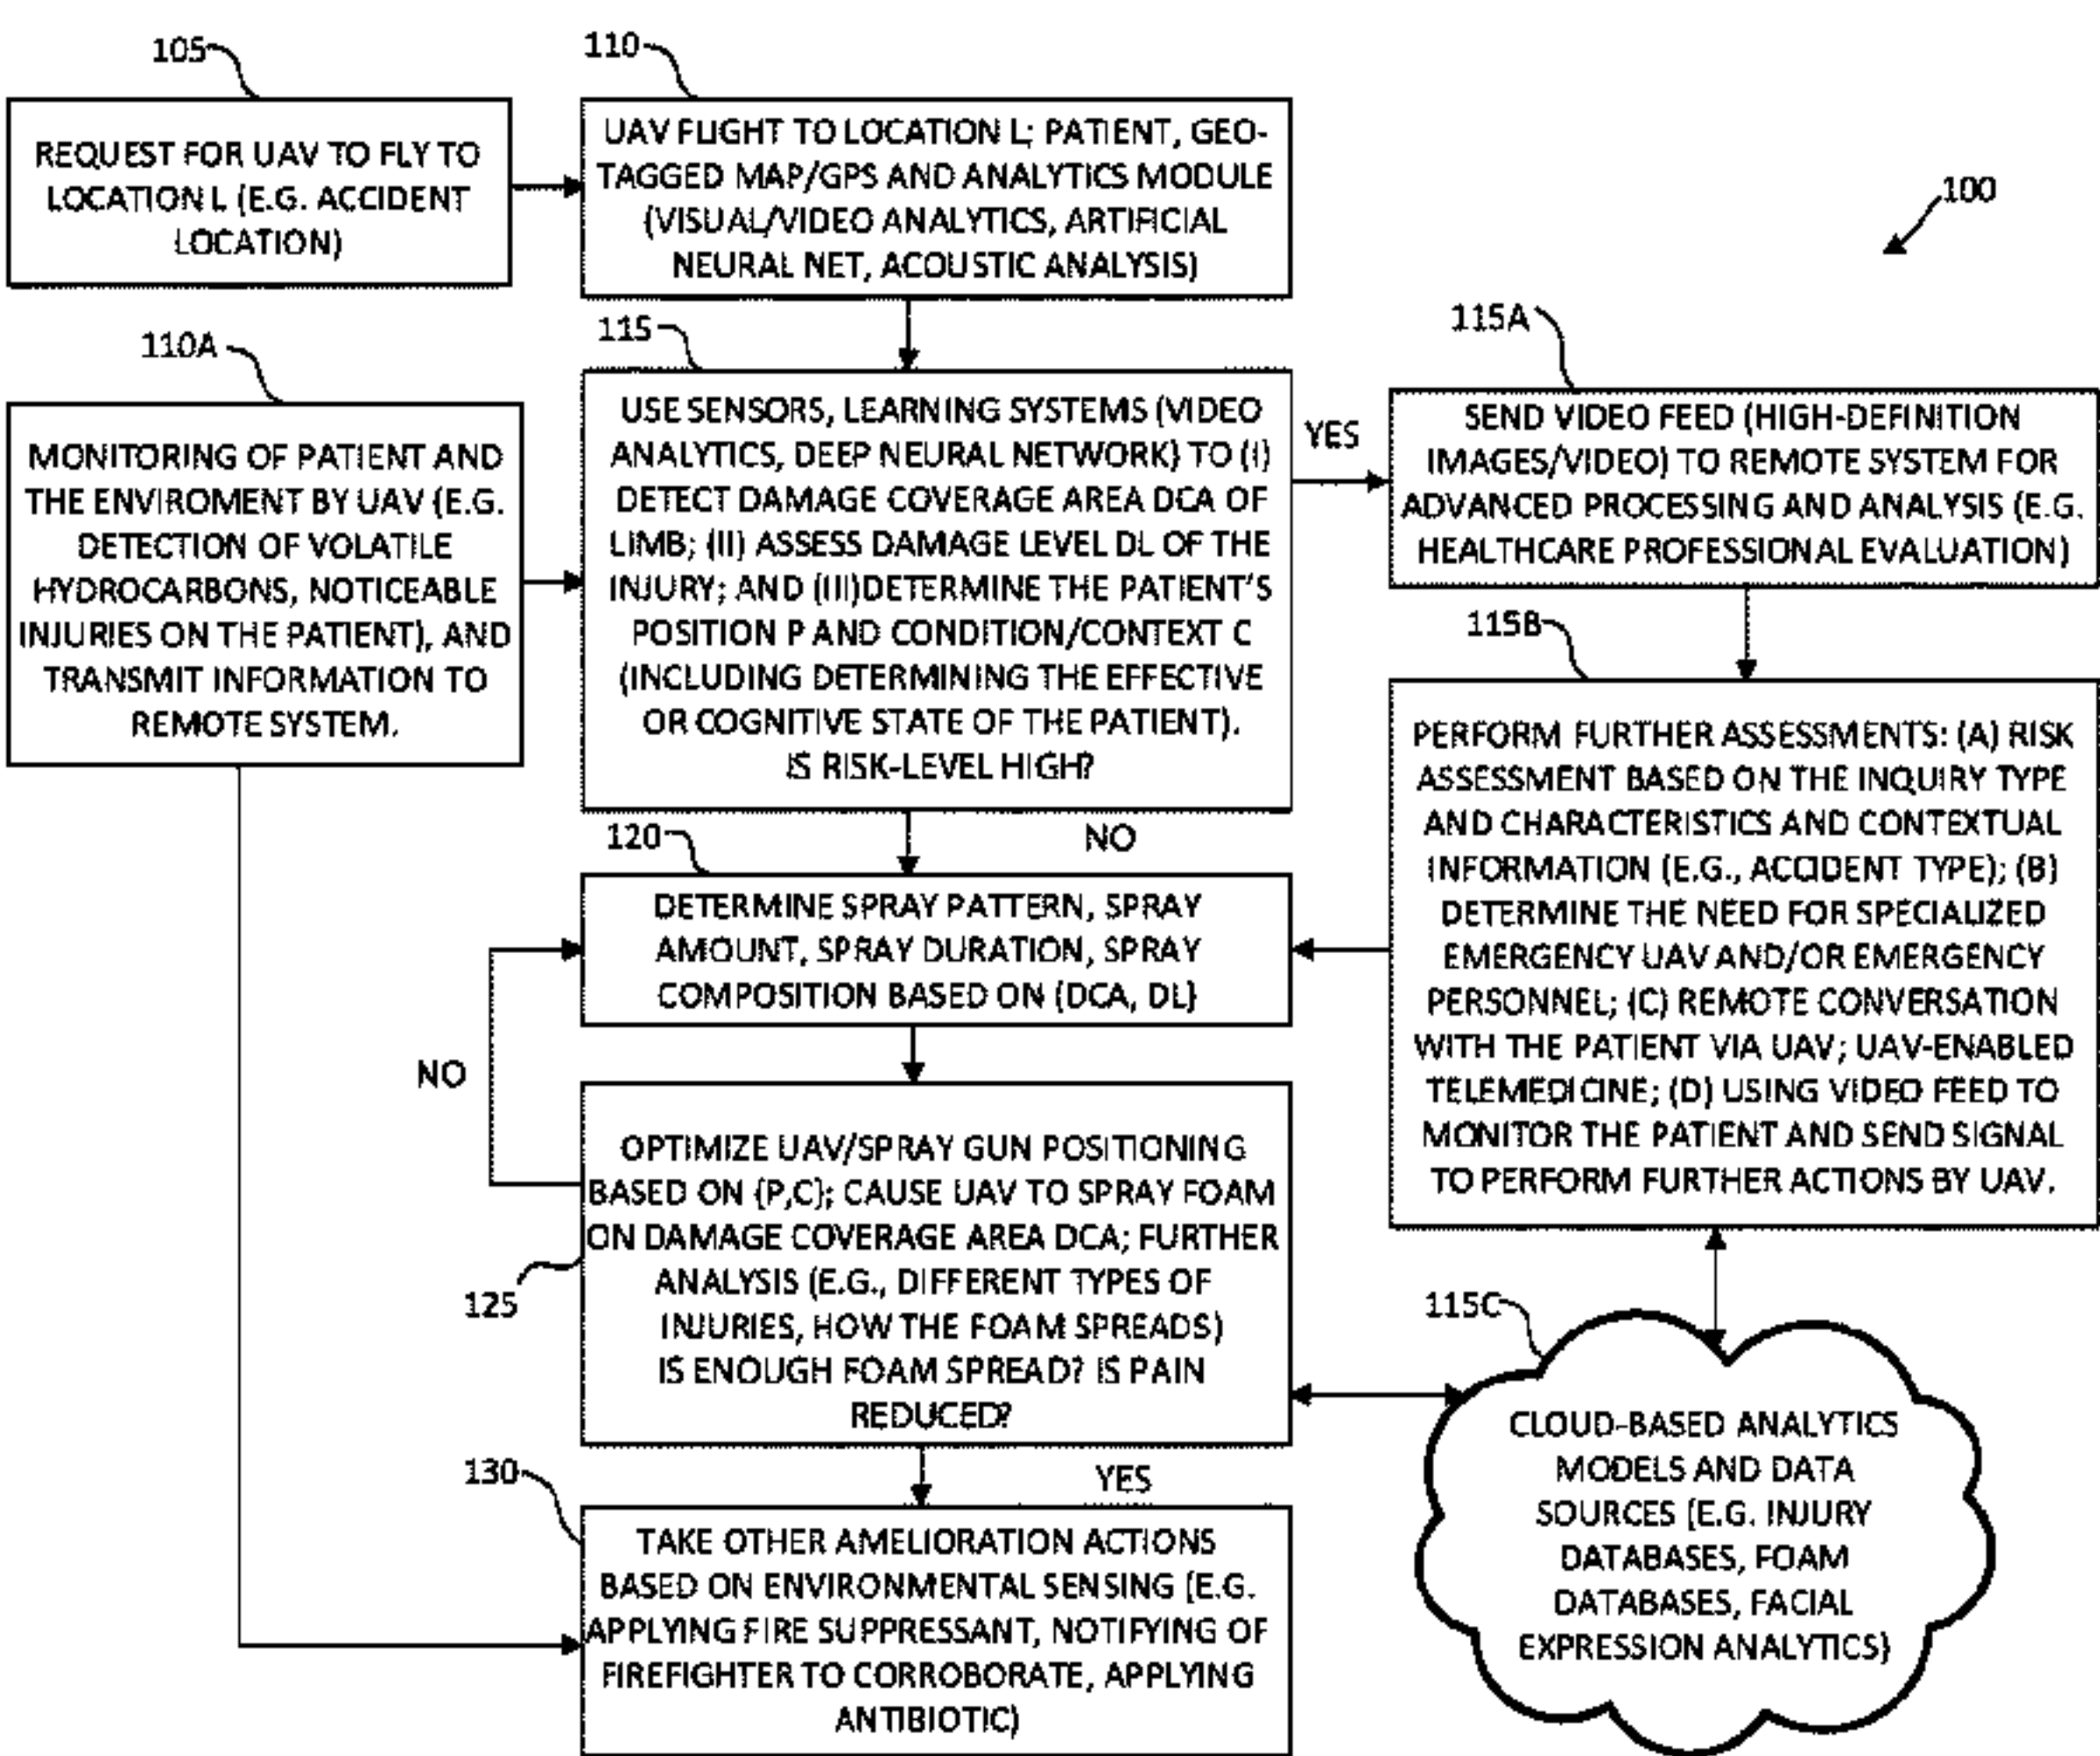 105
REQUEST FOR UAV TO FLY TO
LOCATION L (E.G. ACCIDENT
LOCATION)
110
UAV FLIGHT TO LOCATION L; PATIENT, GEO-
TAGGED MAP/GPS AND ANALYTICS MODULE
(VISUAL/VIDEO ANALYTICS, ARTIFICIAL
NEURAL NET, ACOUSTIC ANALYSIS)
100
110A
MONITORING OF PATIENT AND
THE ENVIROMENT BY UAV (E.G.
DETECTION OF VOLATILE
HYDROCARBONS, NOTICEABLE
INJURIES ON THE PATIENT), AND
TRANSMIT INFORMATION TO
REMOTE SYSTEM.
115
USE SENSORS, LEARNING SYSTEMS (VIDEO
ANALYTICS, DEEP NEURAL NETWORK) TO (I)
DETECT DAMAGE COVERAGE AREA DCA OF
LIMB; (II) ASSESS DAMAGE LEVEL DL OF THE
INJURY; AND (III)DETERMINE THE PATIENT'S
POSITION P AND CONDITION/CONTEXT C
(INCLUDING DETERMINING THE EFFECTIVE
OR COGNITIVE STATE OF THE PATIENT).
IS RISK-LEVEL HIGH?
YES
NO
115A
SEND VIDEO FEED (HIGH-DEFINITION
IMAGES/VIDEO) TO REMOTE SYSTEM FOR
ADVANCED PROCESSING AND ANALYSIS (E.G.
HEALTHCARE PROFESSIONAL EVALUATION)
115B
PERFORM FURTHER ASSESSMENTS: (A) RISK
ASSESSMENT BASED ON THE INQUIRY TYPE
AND CHARACTERISTICS AND CONTEXTUAL
INFORMATION (E.G., ACCIDENT TYPE); (B)
DETERMINE THE NEED FOR SPECIALIZED
EMERGENCY UAV AND/OR EMERGENCY
PERSONNEL; (C) REMOTE CONVERSATION
WITH THE PATIENT VIA UAV; UAV-ENABLED
TELEMEDICINE; (D) USING VIDEO FEED TO
MONITOR THE PATIENT AND SEND SIGNAL
TO PERFORM FURTHER ACTIONS BY UAV.
120
DETERMINE SPRAY PATTERN, SPRAY
AMOUNT, SPRAY DURATION, SPRAY
COMPOSITION BASED ON {DCA, DL}
NO
125
OPTIMIZE UAV/SPRAY GUN POSITIONING
BASED ON {P,C}; CAUSE UAV TO SPRAY FOAM
ON DAMAGE COVERAGE AREA DCA; FURTHER
ANALYSIS (E.G., DIFFERENT TYPES OF
INJURIES, HOW THE FOAM SPREADS)
IS ENOUGH FOAM SPREAD? IS PAIN
REDUCED?
YES
115C
CLOUD-BASED ANALYTICS
MODELS AND DATA
SOURCES (E.G. INJURY
DATABASES, FOAM
DATABASES, FACIAL
EXPRESSION ANALYTICS)
130
TAKE OTHER AMELIORATION ACTIONS
BASED ON ENVIRONMENTAL SENSING (E.G.
APPLYING FIRE SUPPRESSANT, NOTIFYING OF
FIREFIGHTER TO CORROBORATE, APPLYING
ANTIBIOTIC)